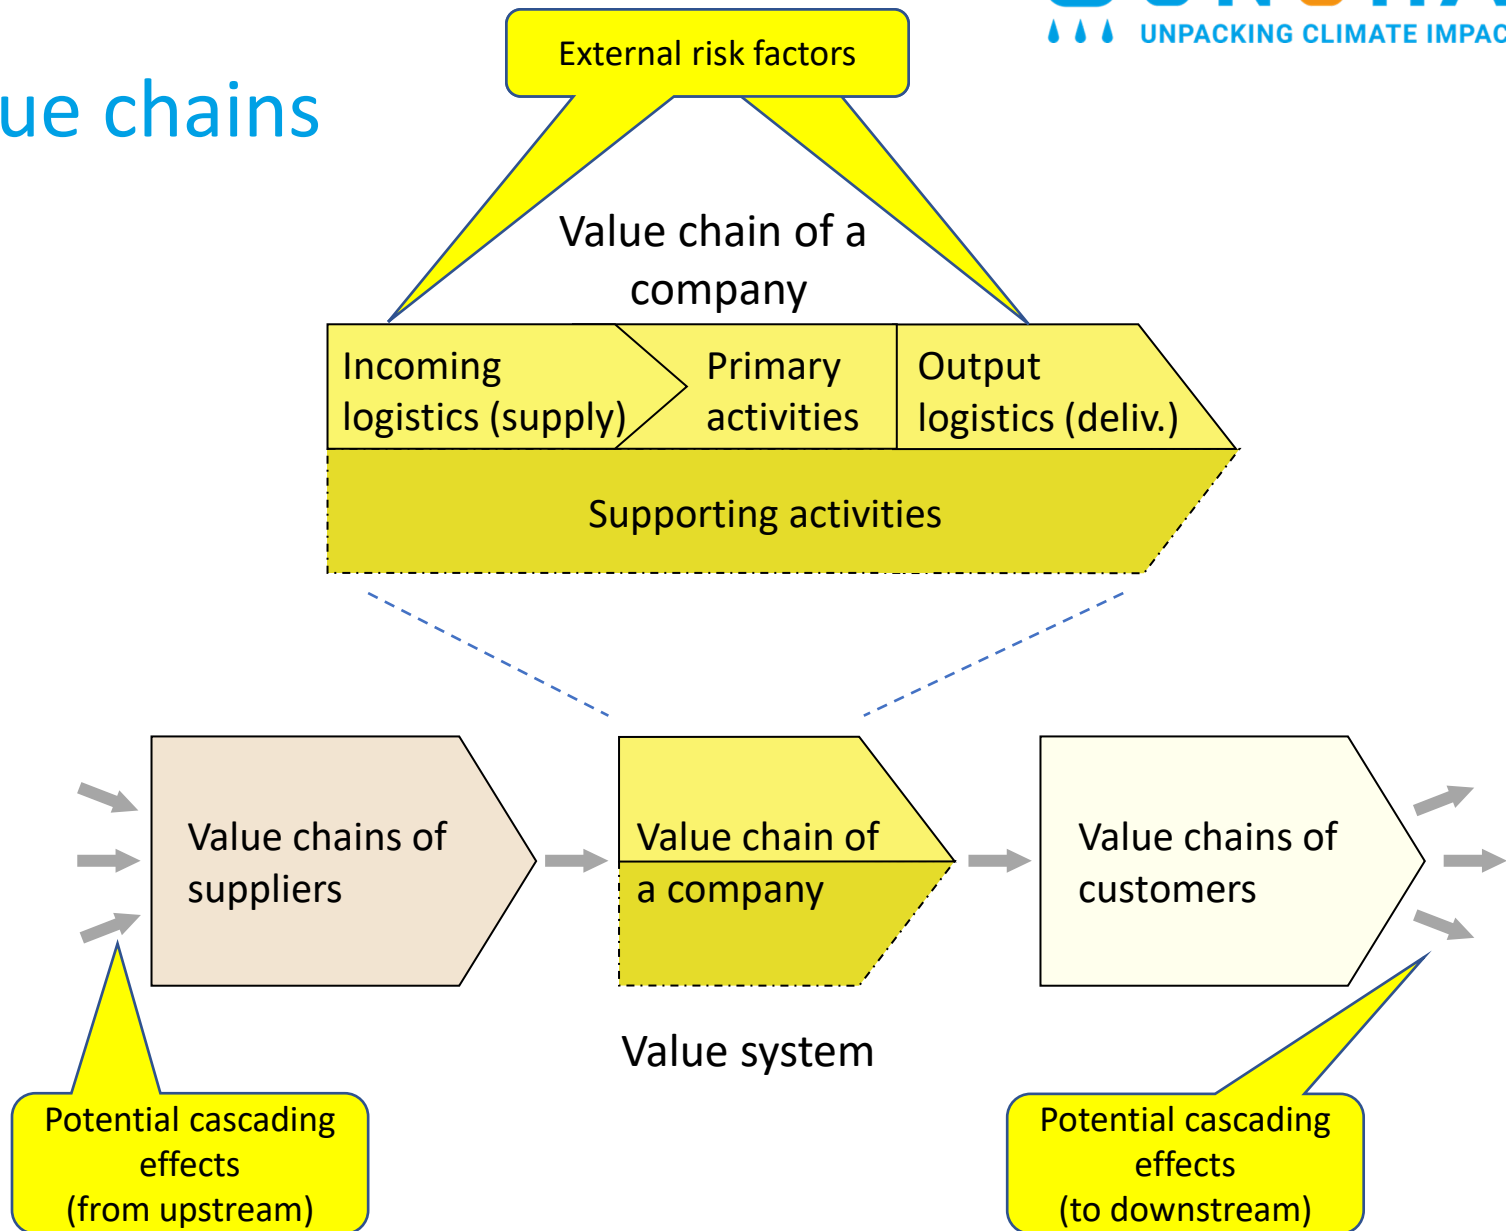 UNPACKING CLIMATE IMPAC
External risk factors
ue chains
Value chain of a
company
Incoming
logistics (supply)
Primary
activities
Output
logistics (deliv.)
Supporting activities
Value chains of
suppliers
Value chain of
a company
Value chains of
customers
Value system
Potential cascading
effects
(from upstream)
Potential cascading
effects
(to downstream)